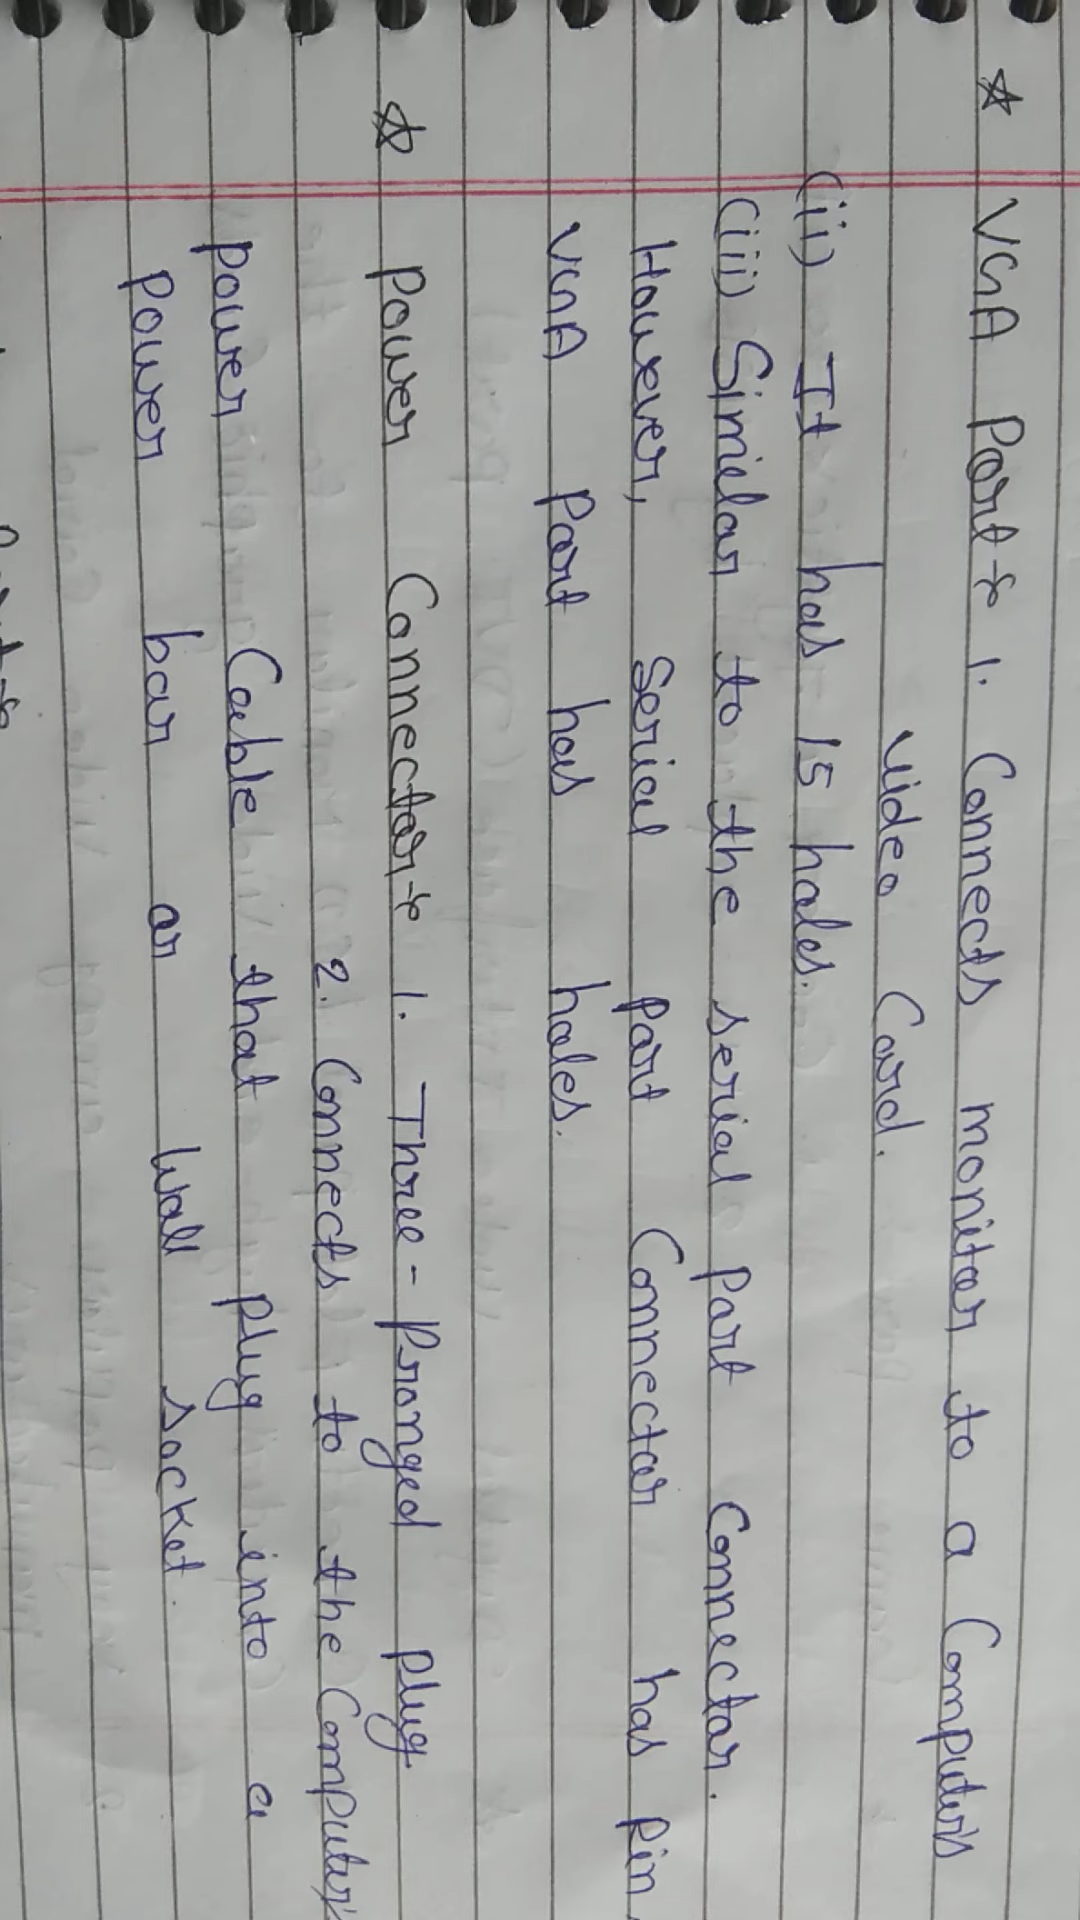 ☆ VGA Port :- 1. Connects monitor to a Computer's
video Card.
(ii) It has 15 holes.
(iii) Similar to the serial port Connector.
However, Serial port Connector has Pin,
VGA Port has holes.
☆ Power Connector :- 1. Three-Pronged plug
2. Connects to the Computer's
Power Cable that plug into a
Power bar or wall socket.